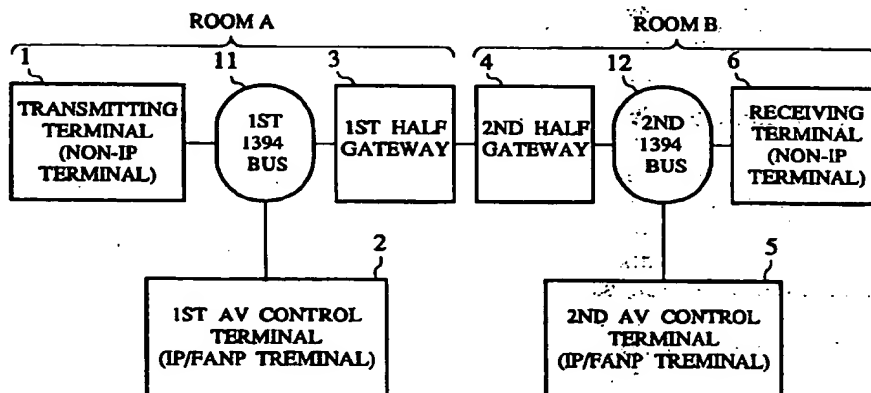 ROOM A
ROOM B
1
11
3
4
12
6
TRANSMITTING
TERMINAL
(NON-IP
TERMINAL)
1ST
1394
BUS
1ST HALF
GATEWAY
2ND HALF
GATEWAY
2ND
1394
BUS
RECEIVING
TERMINAL
(NON-IP
TERMINAL)
2
5
1ST AV CONTROL
TERMINAL
(IP/FANP TREMINAL)
2ND AV CONTROL
TERMINAL
(IP/FANP TREMINAL)